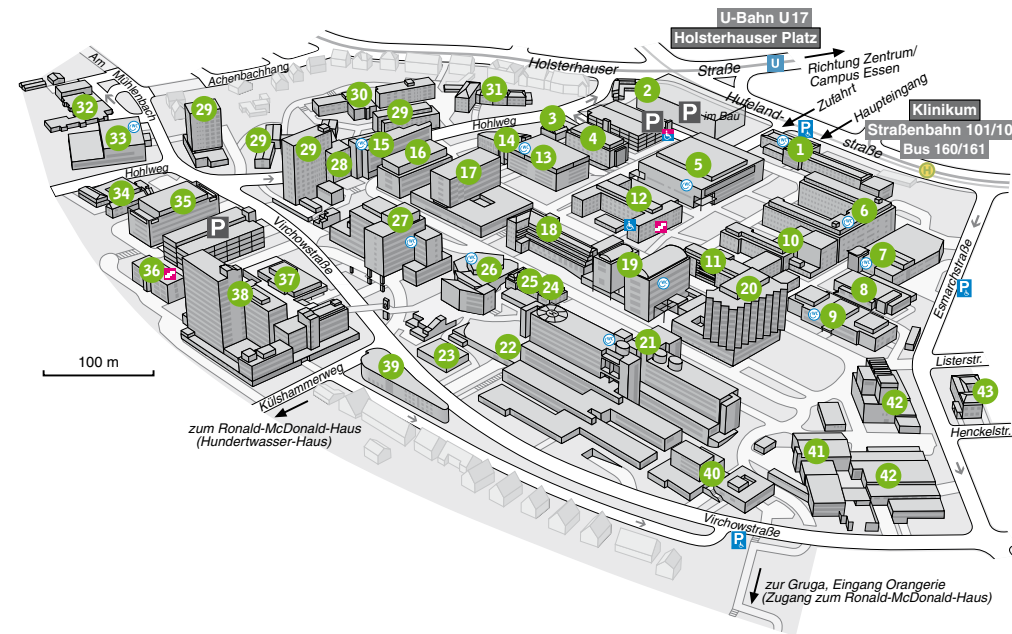 U-Bahn U17
Holsterhauser Platz
Richtung Zentrum/
Campus Essen
Holsterhauser
Straße
U
Hufeland-
straße
Zufahrt
Haupteingang
Klinikum
Straßenbahn 101/10
Bus 160/161
H
Am
Mühlenbach
Achenbachhang
Hohlweg
Hohlweg
P
P
im Bau
P
P
P
P
Virchowstraße
Esmarchstraße
Listerstr.
Henckelstr.
100 m
Külshammerweg
zum Ronald-McDonald-Haus
(Hundertwasser-Haus)
Virchowstraße
zur Gruga, Eingang Orangerie
(Zugang zum Ronald-McDonald-Haus)
1
2
3
4
5
6
7
8
9
10
11
12
13
14
15
16
17
18
19
20
21
22
23
24
25
26
27
28
29
29
29
29
30
31
32
33
34
35
36
37
38
39
40
41
42
42
43